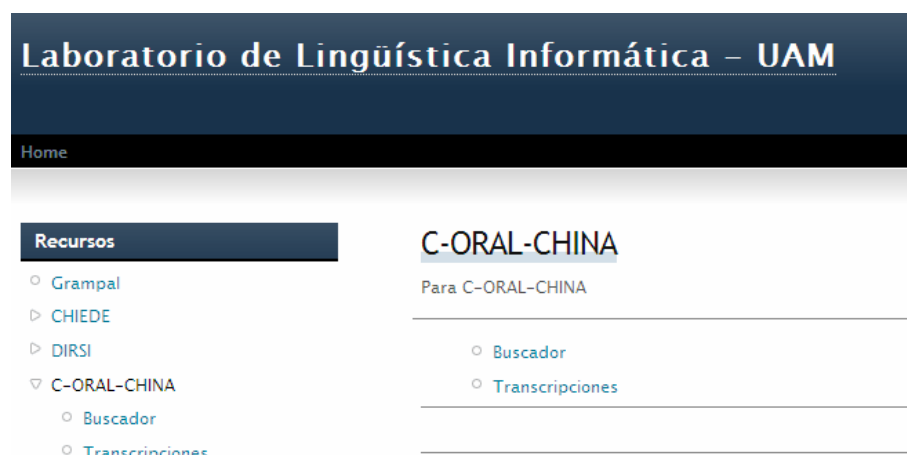 Laboratorio de Lingüística Informática – UAM
Home
Recursos
Grampal
CHIEDE
DIRSI
C-ORAL-CHINA
Buscador
Transcripciones
C-ORAL-CHINA
Para C-ORAL-CHINA
Buscador
Transcripciones